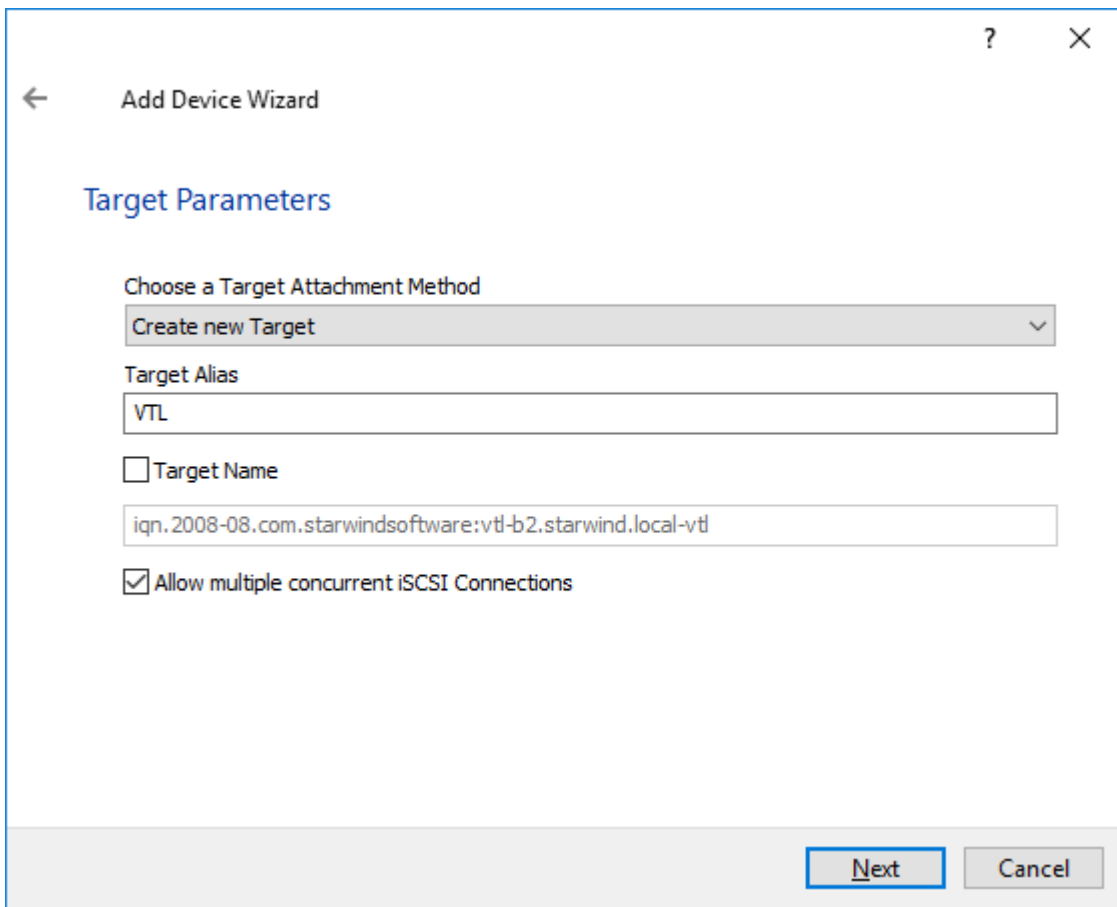 ?
Add Device Wizard
Target Parameters
Choose a Target Attachment Method
Create new Target
Target Alias
VTL
Target Name
iqn.2008-08.com.starwindsoftware:vtl-b2.starwind.local-vtl
Allow multiple concurrent iSCSI Connections
Next Cancel